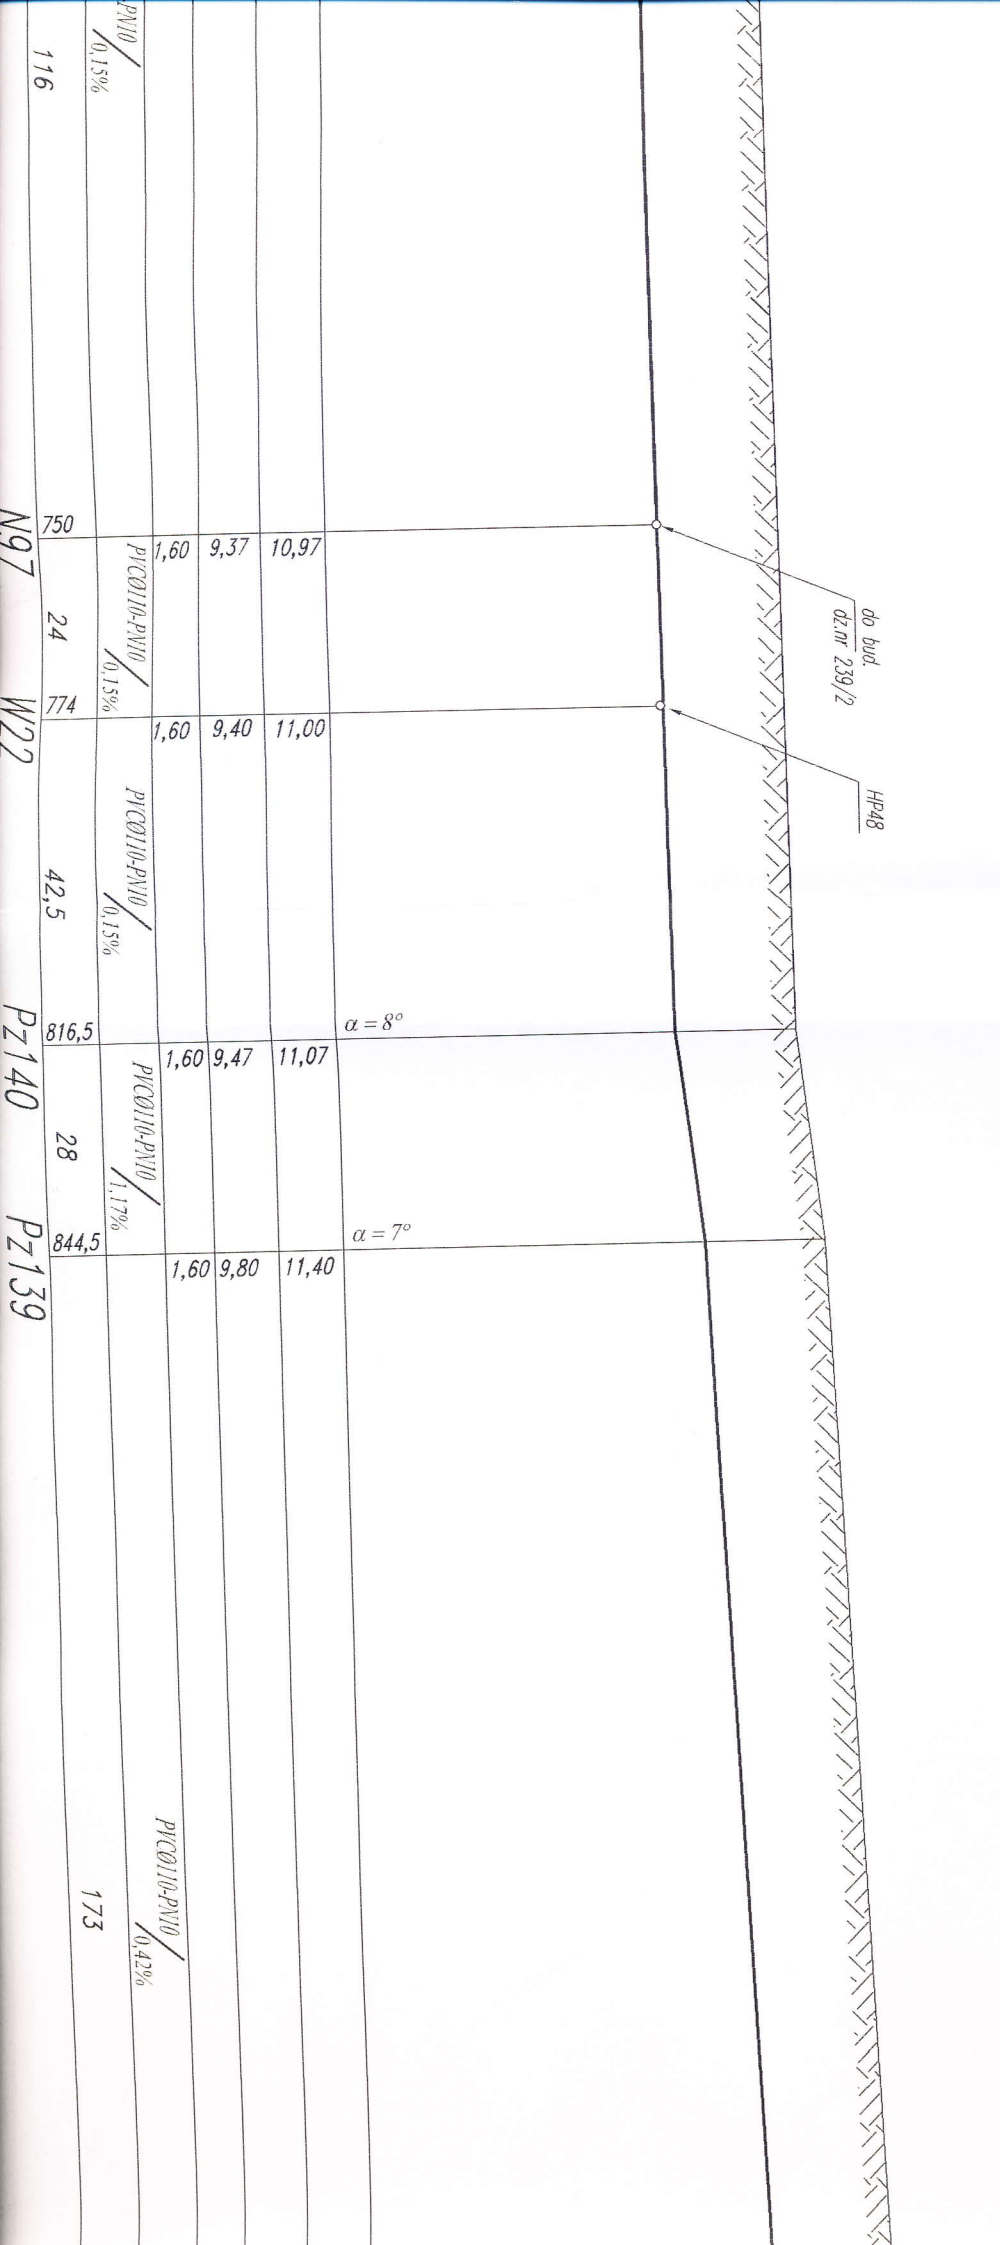 PN10/
0,15%
116
750
1,60 9,37 10,97
N97
PVCØ110-PN10/
/0,15%
24
do bud.
dz.nr 239/2
774
1,60 9,40 11,00
W22
HP48
PVCØ110-PN10/
/0,15%
42,5
816,5
α = 8°
1,60 9,47 11,07
Pz140
PVCØ110-PN10/
/1,17%
28
844,5
α = 7°
1,60 9,80 11,40
Pz139
PVCØ110-PN10/
/0,42%
173